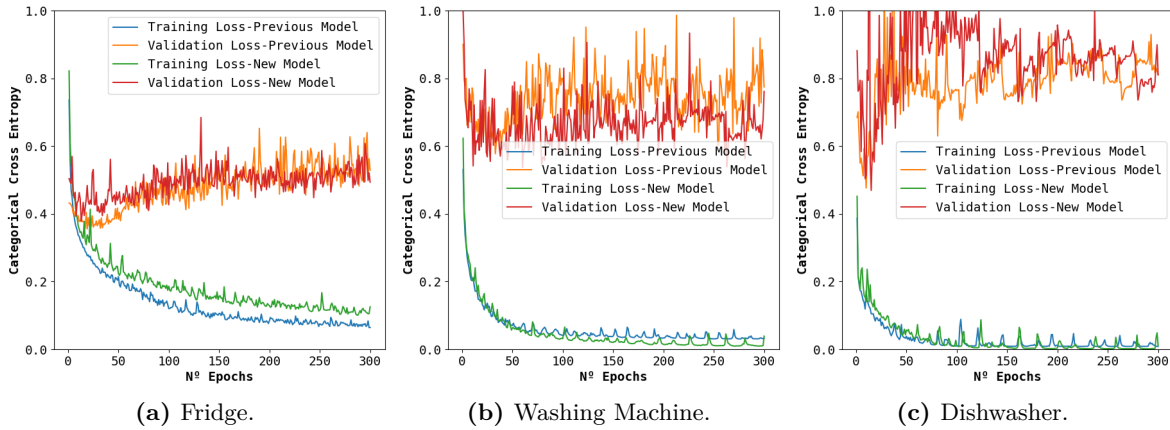 Categorical Cross Entropy
1.0
0.8
0.6
0.4
0.2
0.0
Training Loss-Previous Model
Validation Loss-Previous Model
Training Loss-New Model
Validation Loss-New Model
0 50 100 150 200 250 300
Nº Epochs
(a) Fridge.
Categorical Cross Entropy
1.0
0.8
0.6
0.4
0.2
0.0
Training Loss-Previous Model
Validation Loss-Previous Model
Training Loss-New Model
Validation Loss-New Model
0 50 100 150 200 250 300
Nº Epochs
(b) Washing Machine.
Categorical Cross Entropy
1.0
0.8
0.6
0.4
0.2
0.0
Training Loss-Previous Model
Validation Loss-Previous Model
Training Loss-New Model
Validation Loss-New Model
0 50 100 150 200 250 300
Nº Epochs
(c) Dishwasher.